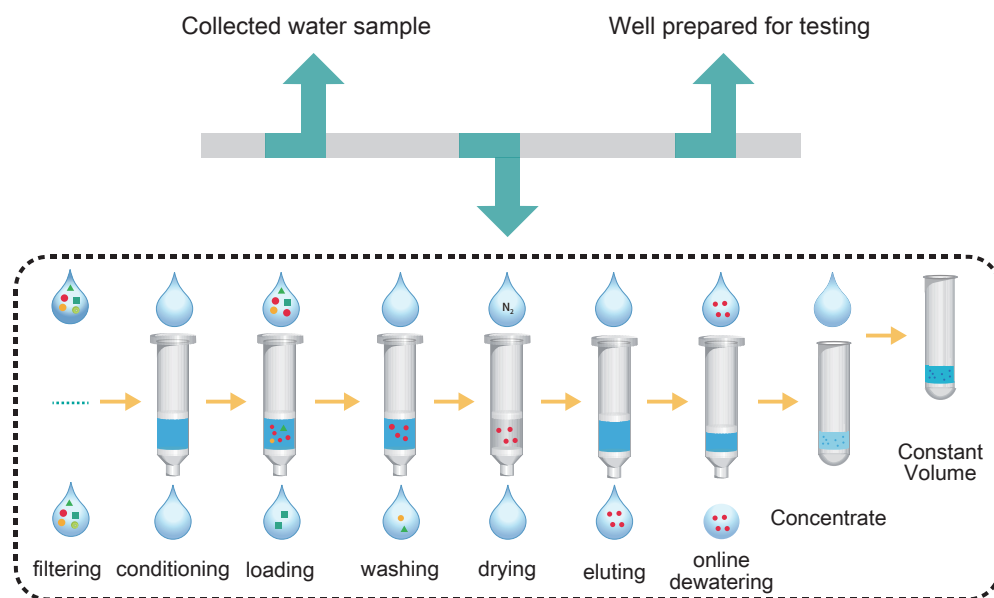 Collected water sample
Well prepared for testing
N₂
Constant
Volume
Concentrate
filtering
conditioning
loading
washing
drying
eluting
online
dewatering